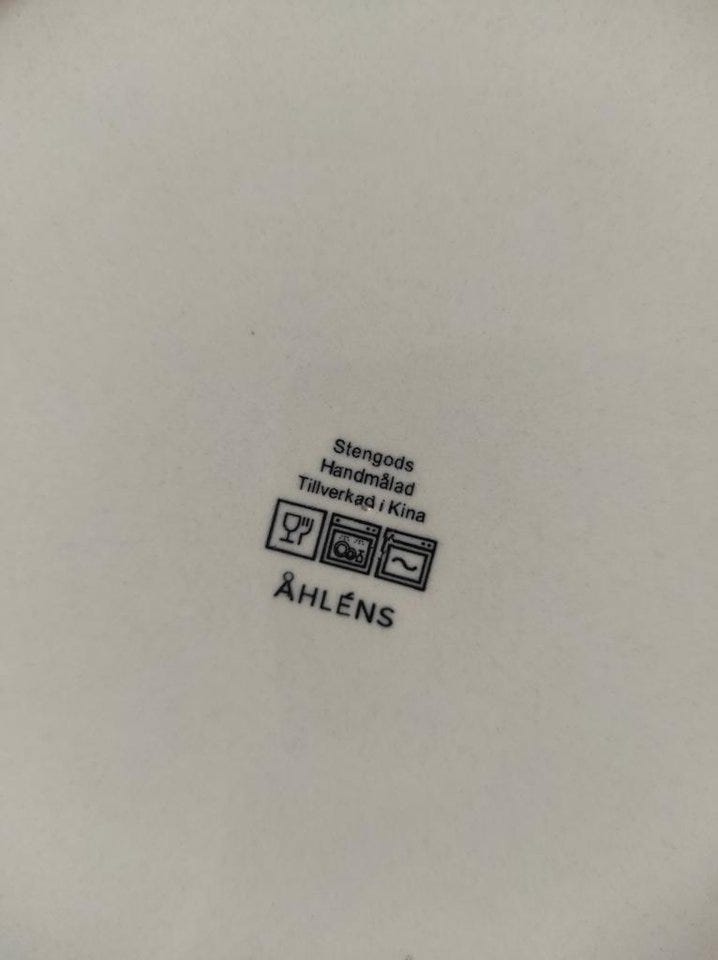 Stengods
Handmålad
Tillverkad i Kina
ÅHLÉNS